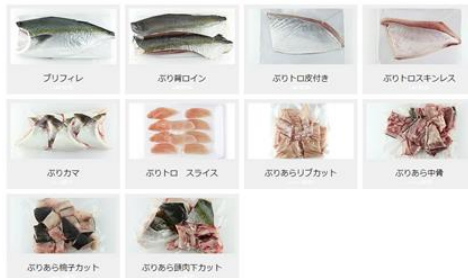 ブリフィレ
ぶり背ロイン
ぶりトロ皮付き
ぶりトロスキンレス
ぶりカマ
ぶりトロ　スライス
ぶりあらリブカット
ぶりあら中骨
ぶりあら梳子カット
ぶりあら頭肉下カット